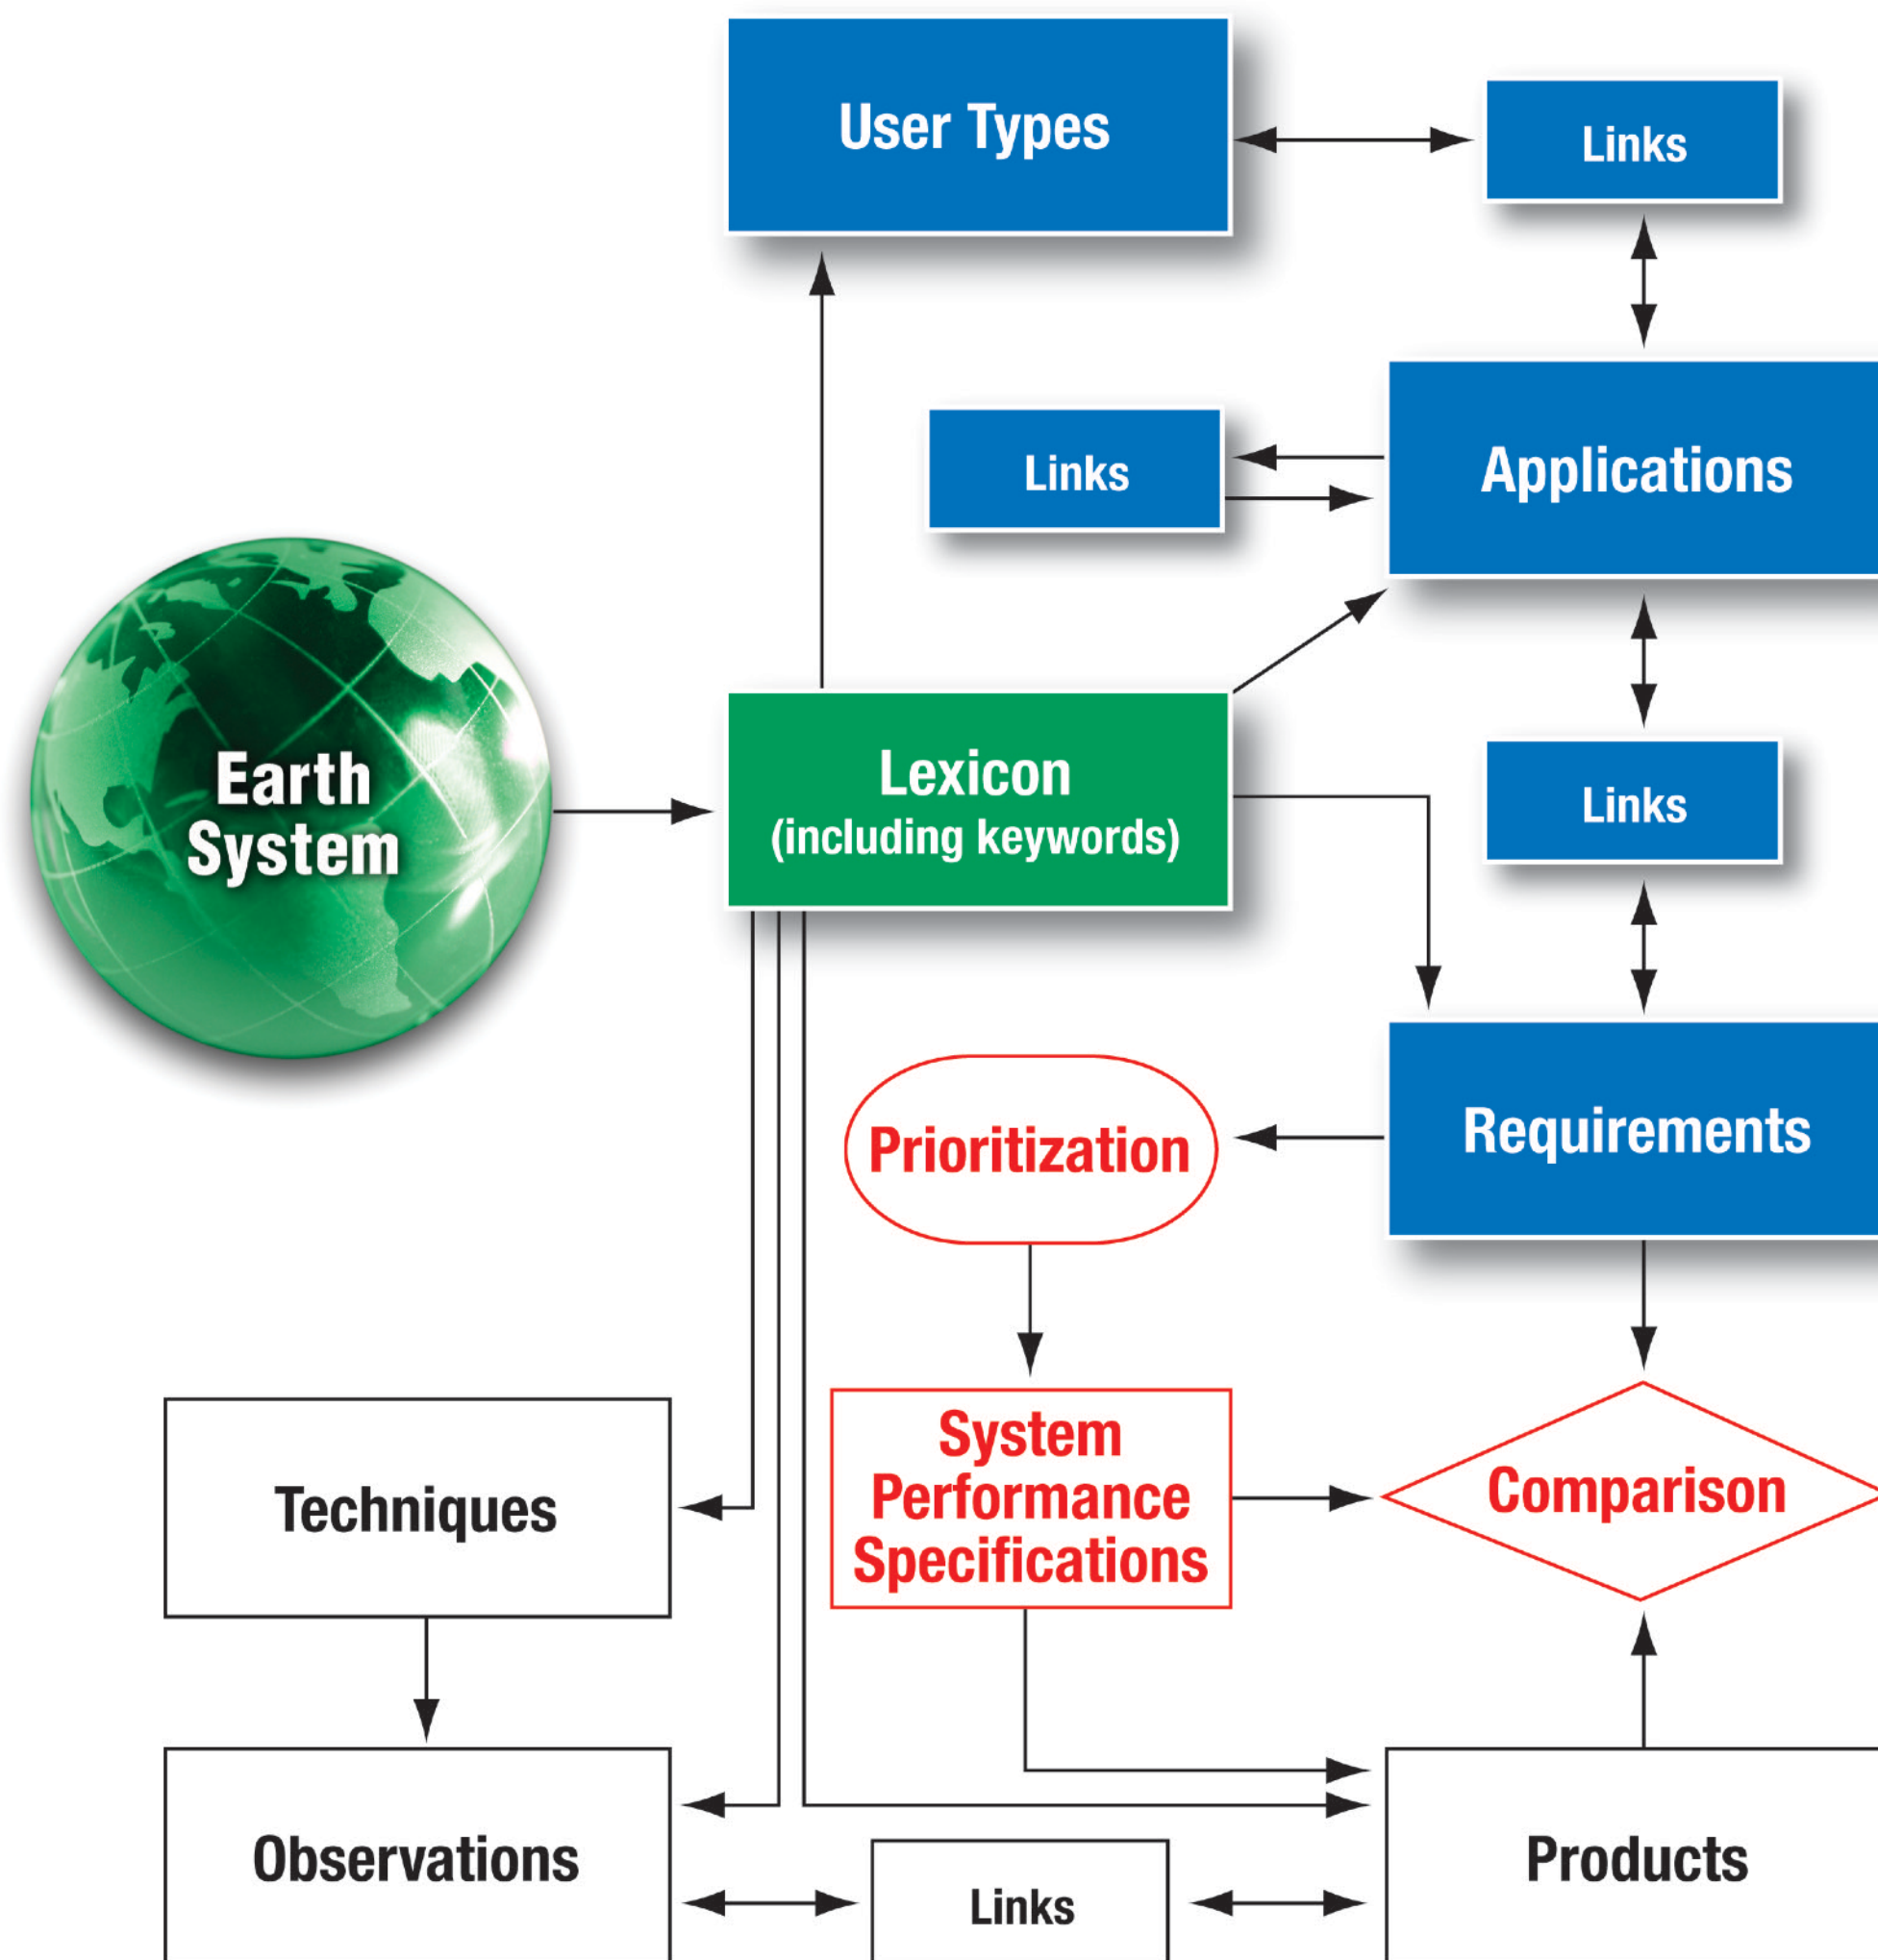 User Types
Links
Links
Applications
Earth
System
Lexicon
(including keywords)
Links
Prioritization
Requirements
System
Performance
Specifications
Comparison
Techniques
Observations
Links
Products